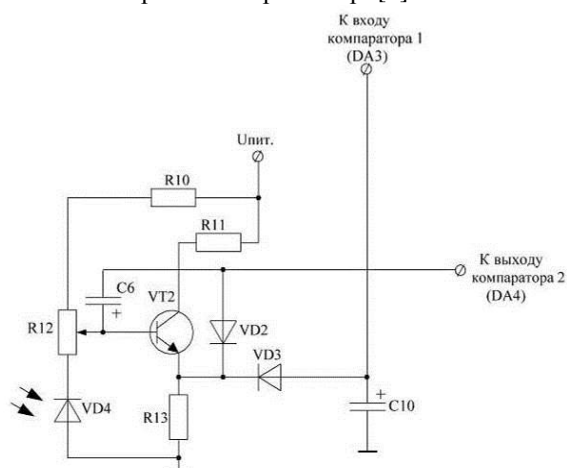 К входу
компаратора 1
(DA3)
Uпит.
R10
R11
К выходу
компаратора 2
(DA4)
C6
+
VT2
R12
VD2
VD3
VD4
R13
+
C10